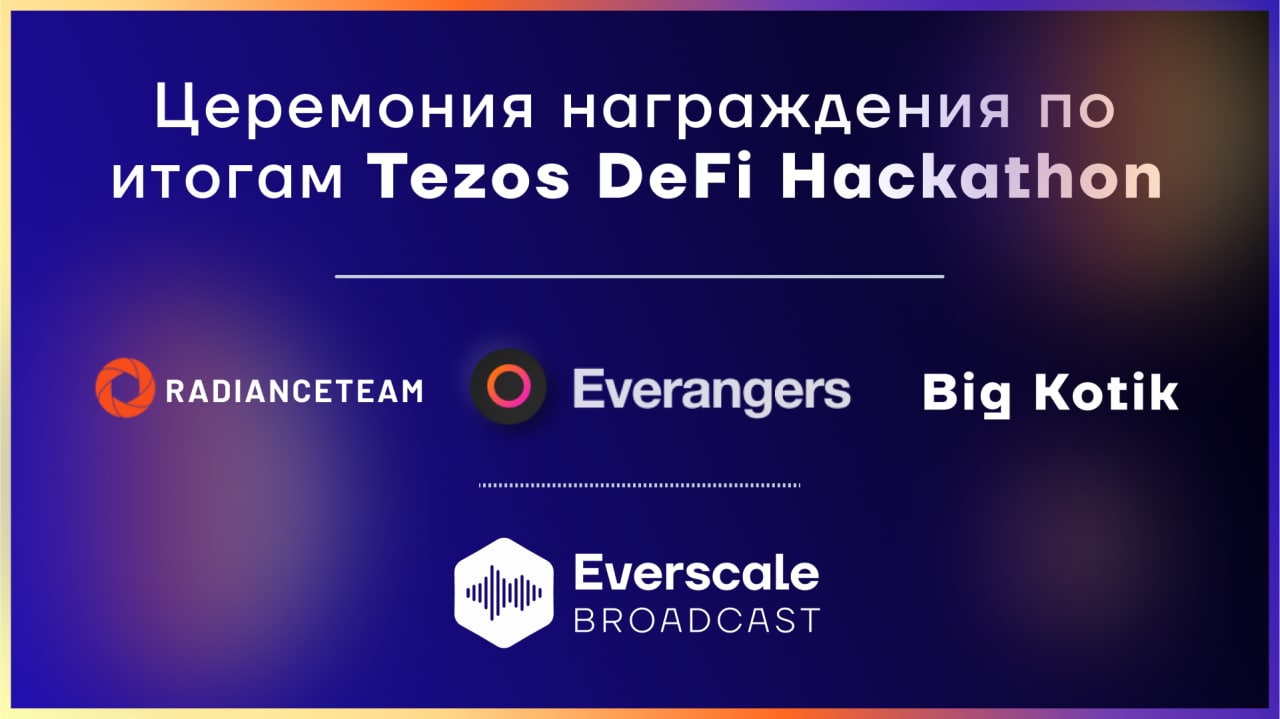 Церемония награждения по
итогам Tezos DeFi Hackathon
RADIANCETEAM
Everangers
Big Kotik
Everscale
BROADCAST